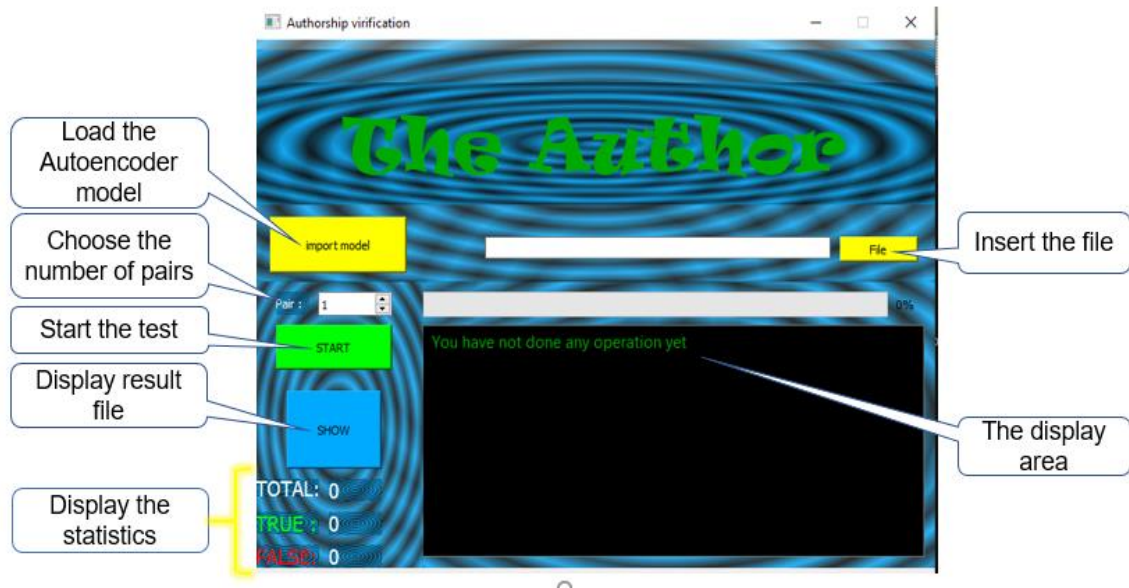 Authorship virification
The Author
Load the
Autoencoder
model
import model
File
Insert the file
Choose the
number of pairs
Pair :
1
0%
Start the test
START
You have not done any operation yet
Display result
file
SHOW
The display
area
Display the
statistics
TOTAL: 0
TRUE : 0
FALSE: 0